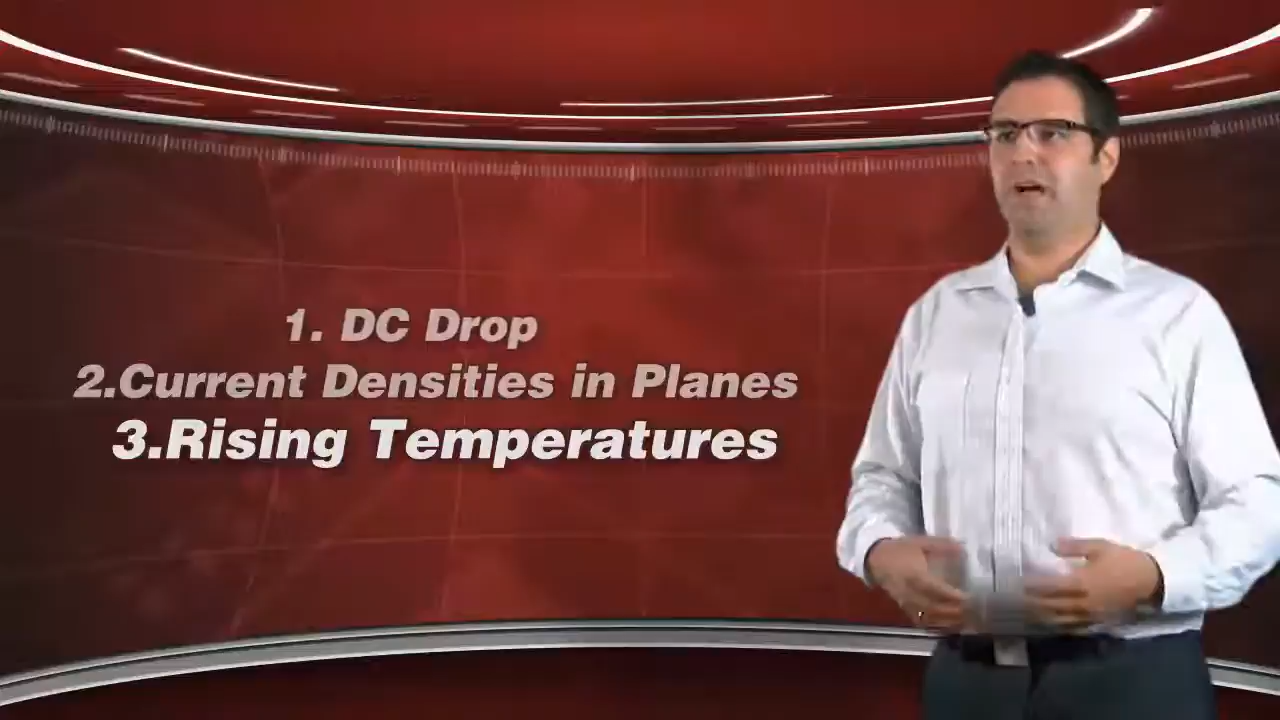 1. DC Drop
2.Current Densities in Planes
3.Rising Temperatures